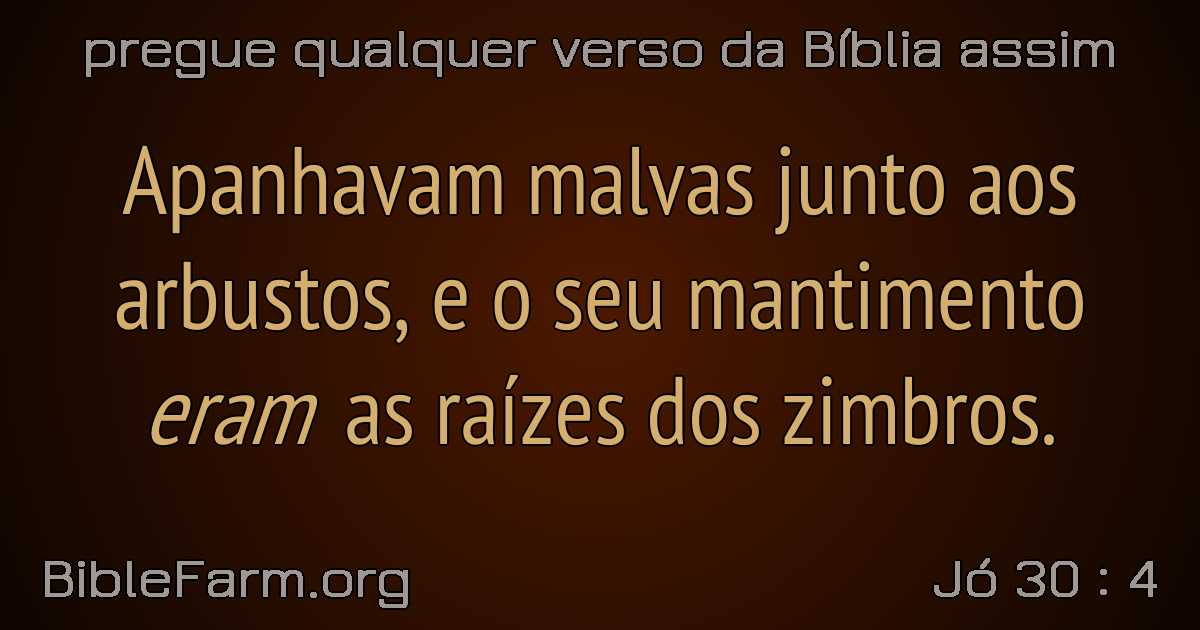 pregue qualquer verso da Bíblia assim
Apanhavam malvas junto aos
arbustos, e o seu mantimento
eram as raízes dos zimbros.
BibleFarm.org
Jó 30 : 4